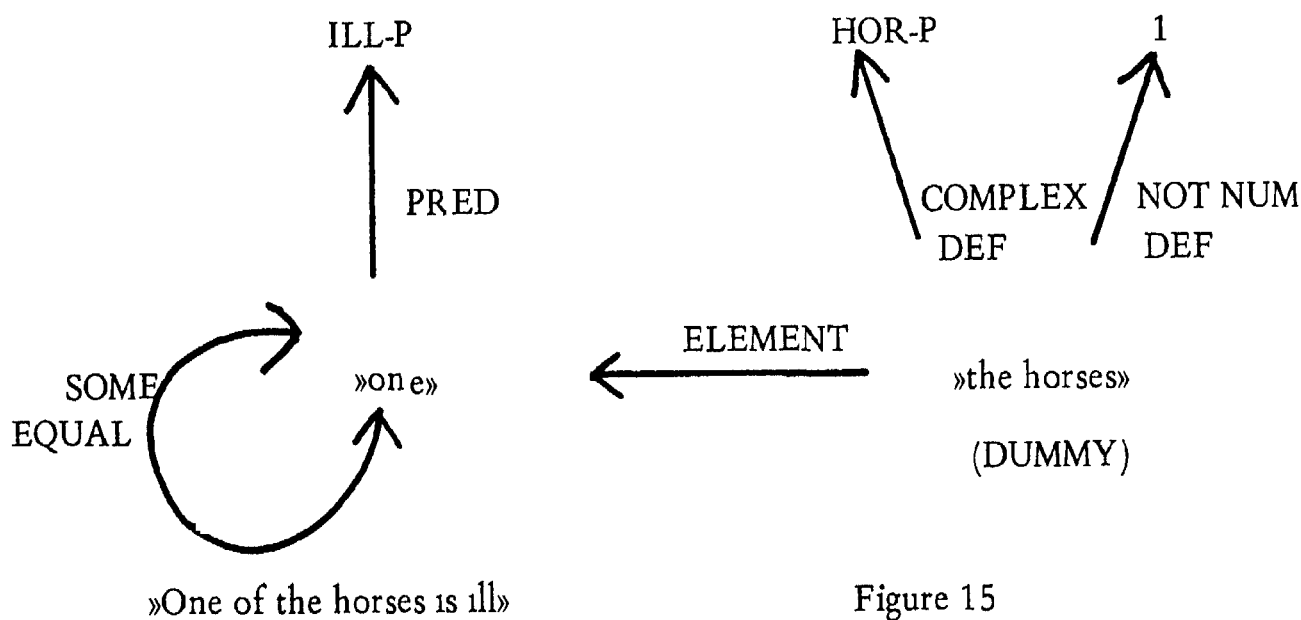 ILL-P
HOR-P
1
PRED
COMPLEX
DEF
NOT NUM
DEF
ELEMENT
SOME
EQUAL
»one»
»the horses»
(DUMMY)
»One of the horses is ill»
Figure 15